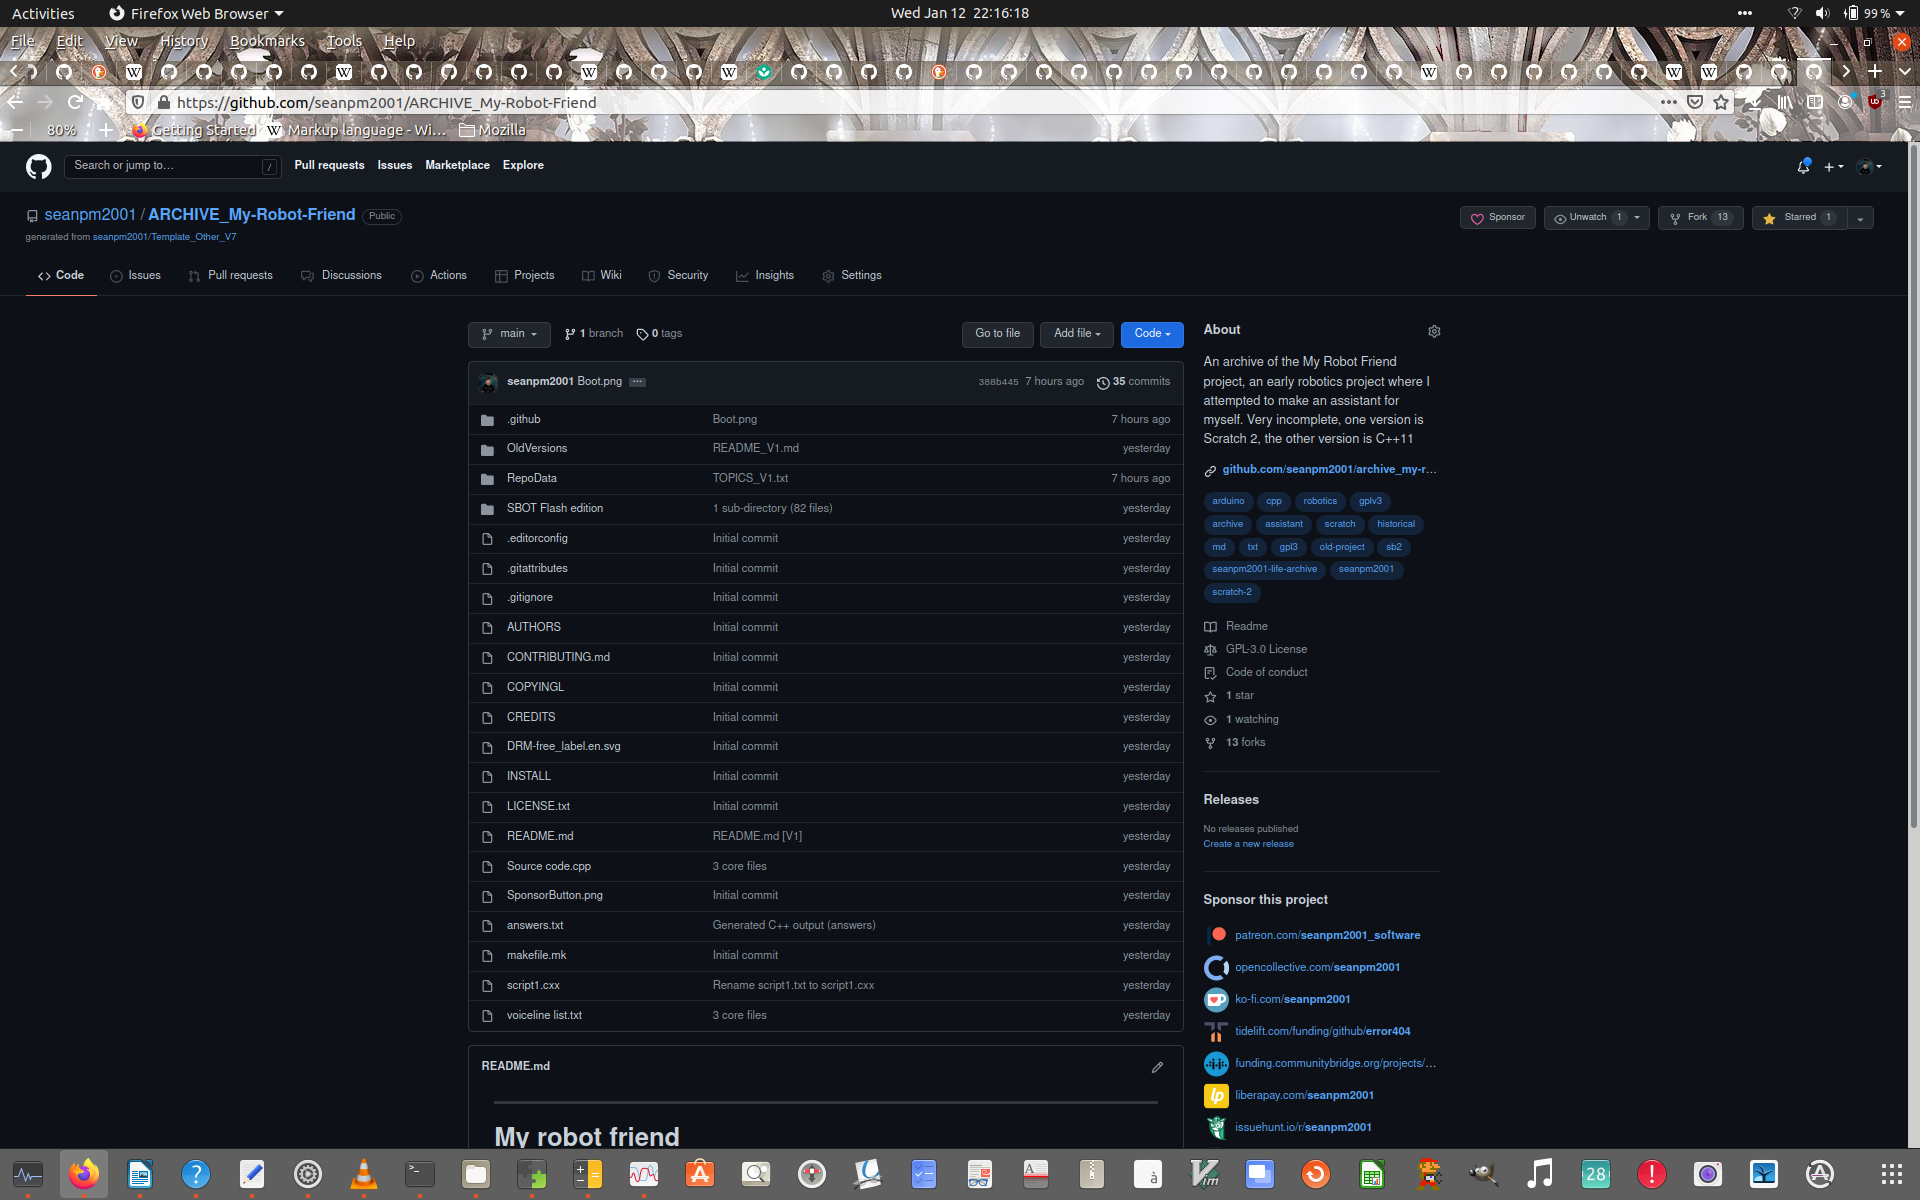 Activities Firefox Web Browser Wed Jan 12 22:16:18 99 %
File Edit View History Bookmarks Tools Help
https://github.com/seanpm2001/ARCHIVE_My-Robot-Friend 3
80% Getting Started Markup language - Wi… Mozilla
Search or jump to… / Pull requests Issues Marketplace Explore
seanpm2001 / ARCHIVE_My-Robot-Friend Public Sponsor Unwatch 1 Fork 13 Starred 1
generated from seanpm2001/Template_Other_V7
Code Issues Pull requests Discussions Actions Projects Wiki Security Insights Settings
main 1 branch 0 tags Go to file Add file Code
seanpm2001 Boot.png 388b445 7 hours ago 35 commits
.github Boot.png 7 hours ago
OldVersions README_V1.md yesterday
RepoData TOPICS_V1.txt 7 hours ago
SBOT Flash edition 1 sub-directory (82 files) yesterday
.editorconfig Initial commit yesterday
.gitattributes Initial commit yesterday
.gitignore Initial commit yesterday
AUTHORS Initial commit yesterday
CONTRIBUTING.md Initial commit yesterday
COPYINGL Initial commit yesterday
CREDITS Initial commit yesterday
DRM-free_label.en.svg Initial commit yesterday
INSTALL Initial commit yesterday
LICENSE.txt Initial commit yesterday
README.md README.md [V1] yesterday
Source code.cpp 3 core files yesterday
SponsorButton.png Initial commit yesterday
answers.txt Generated C++ output (answers) yesterday
makefile.mk Initial commit yesterday
script1.cxx Rename script1.txt to script1.cxx yesterday
voiceline list.txt 3 core files yesterday
README.md
My robot friend
About
An archive of the My Robot Friend
project, an early robotics project where I
attempted to make an assistant for
myself. Very incomplete, one version is
Scratch 2, the other version is C++11
github.com/seanpm2001/archive_my-r…
arduino cpp robotics gplv3
archive assistant scratch historical
md txt gpl3 old-project sb2
seanpm2001-life-archive seanpm2001
scratch-2
Readme
GPL-3.0 License
Code of conduct
1 star
1 watching
13 forks
Releases
No releases published
Create a new release
Sponsor this project
patreon.com/seanpm2001_software
opencollective.com/seanpm2001
ko-fi.com/seanpm2001
tidelift.com/funding/github/error404
funding.communitybridge.org/projects/…
lp liberapay.com/seanpm2001
issuehunt.io/r/seanpm2001
28